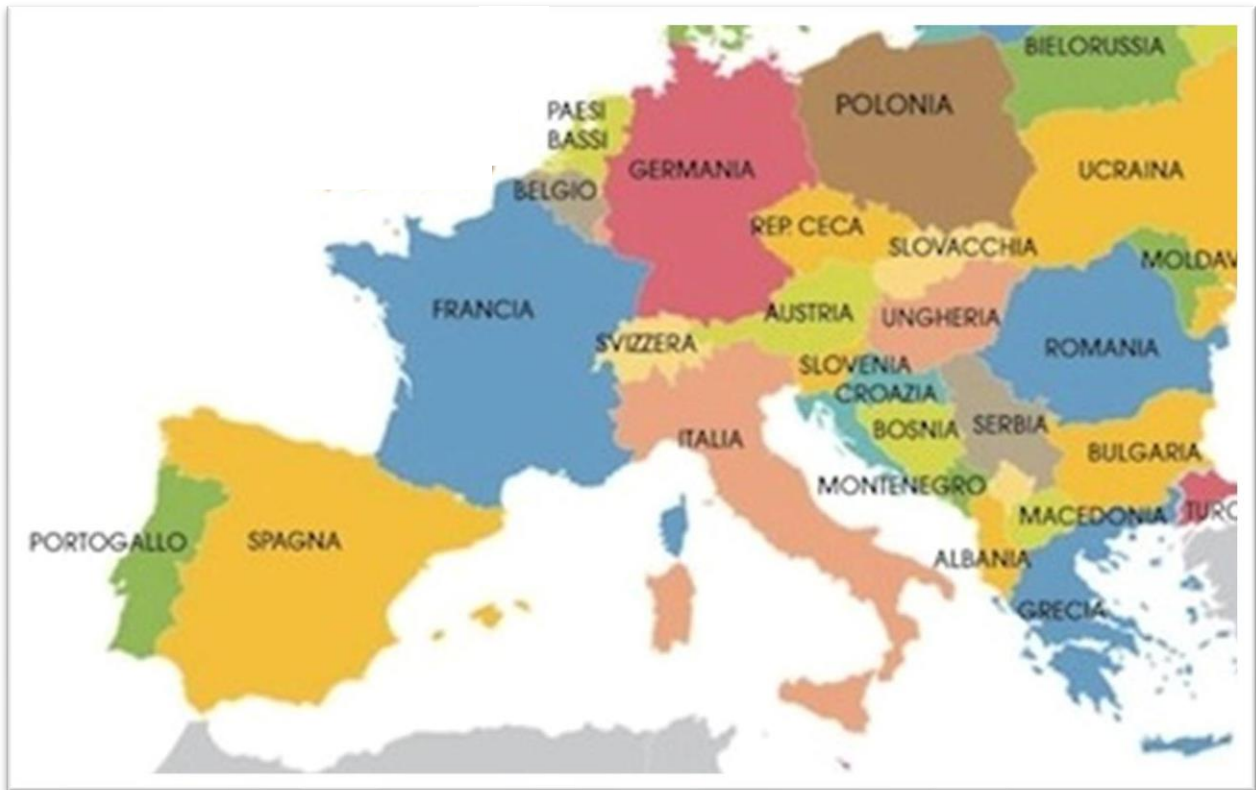 BIELORUSSIA
PAESI
BASSI
POLONIA
GERMANIA
UCRAINA
BELGIO
REP. CECA
SLOVACCHIA
MOLDAV
FRANCIA
AUSTRIA
UNGHERIA
SVIZZERA
ROMANIA
SLOVENIA
CROAZIA
BOSNIA
SERBIA
ITALIA
BULGARIA
MONTENEGRO
MACEDONIA
TURC
PORTOGALLO
SPAGNA
ALBANIA
GRECIA